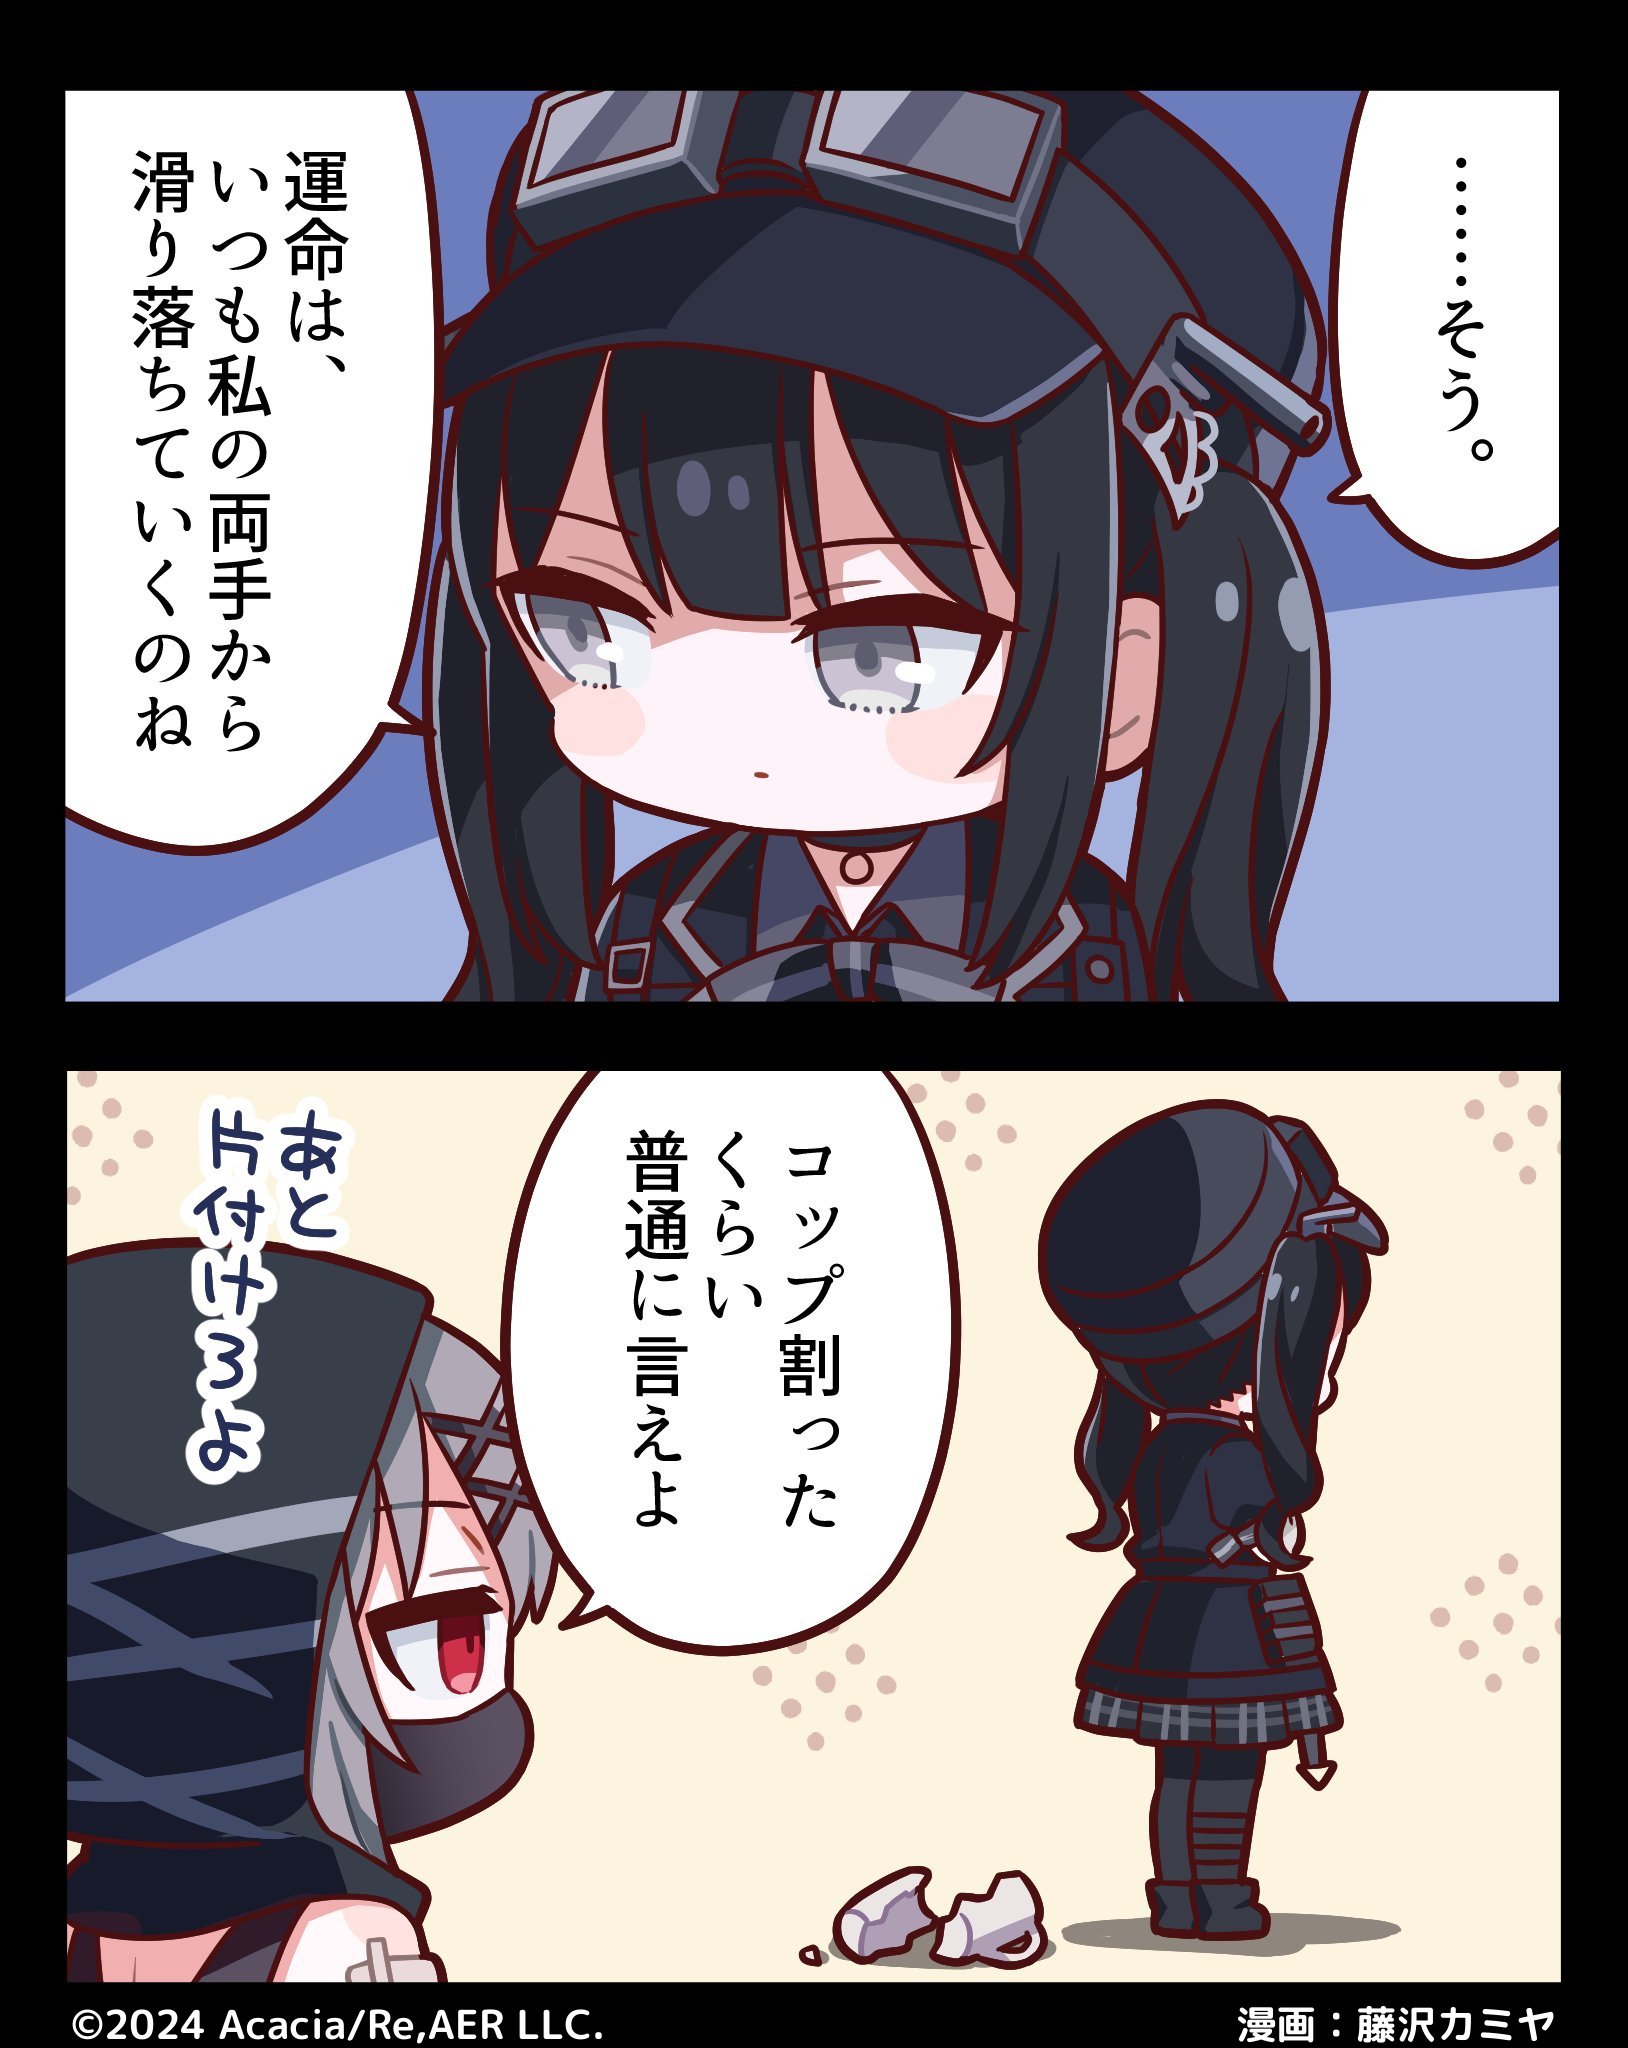 ……そう。
運命は、
いつも私の両手から
滑り落ちていくのね
コップ割った
くらい
普通に言えよ
あと
片付けろよ
©2024 Acacia/Re,AER LLC.
漫画：藤沢カミヤ